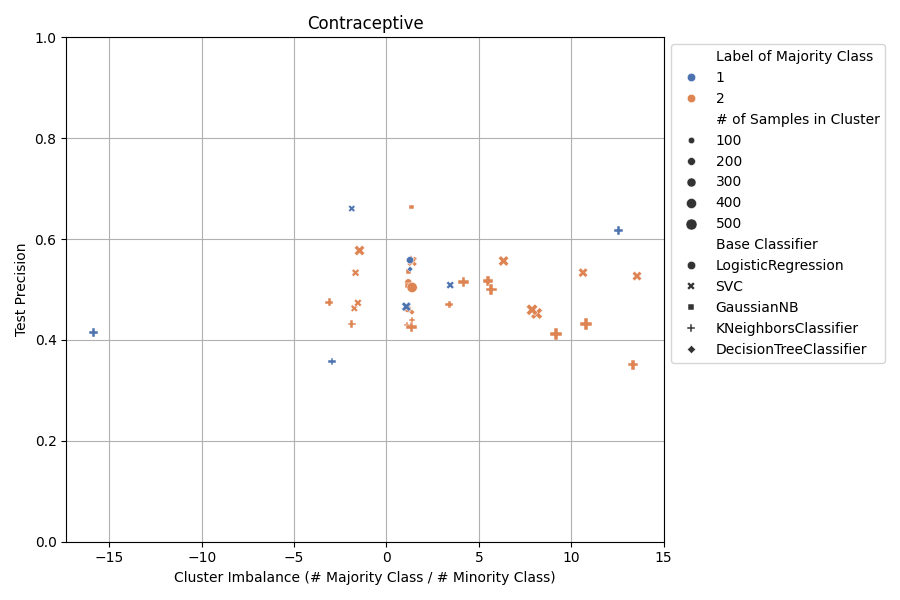 Contraceptive
Test Precision
1.0
0.8
0.6
0.4
0.2
0.0
−15
−10
−5
0
5
10
15
Cluster Imbalance (# Majority Class / # Minority Class)
Label of Majority Class
1
2
# of Samples in Cluster
100
200
300
400
500
Base Classifier
LogisticRegression
SVC
GaussianNB
KNeighborsClassifier
DecisionTreeClassifier